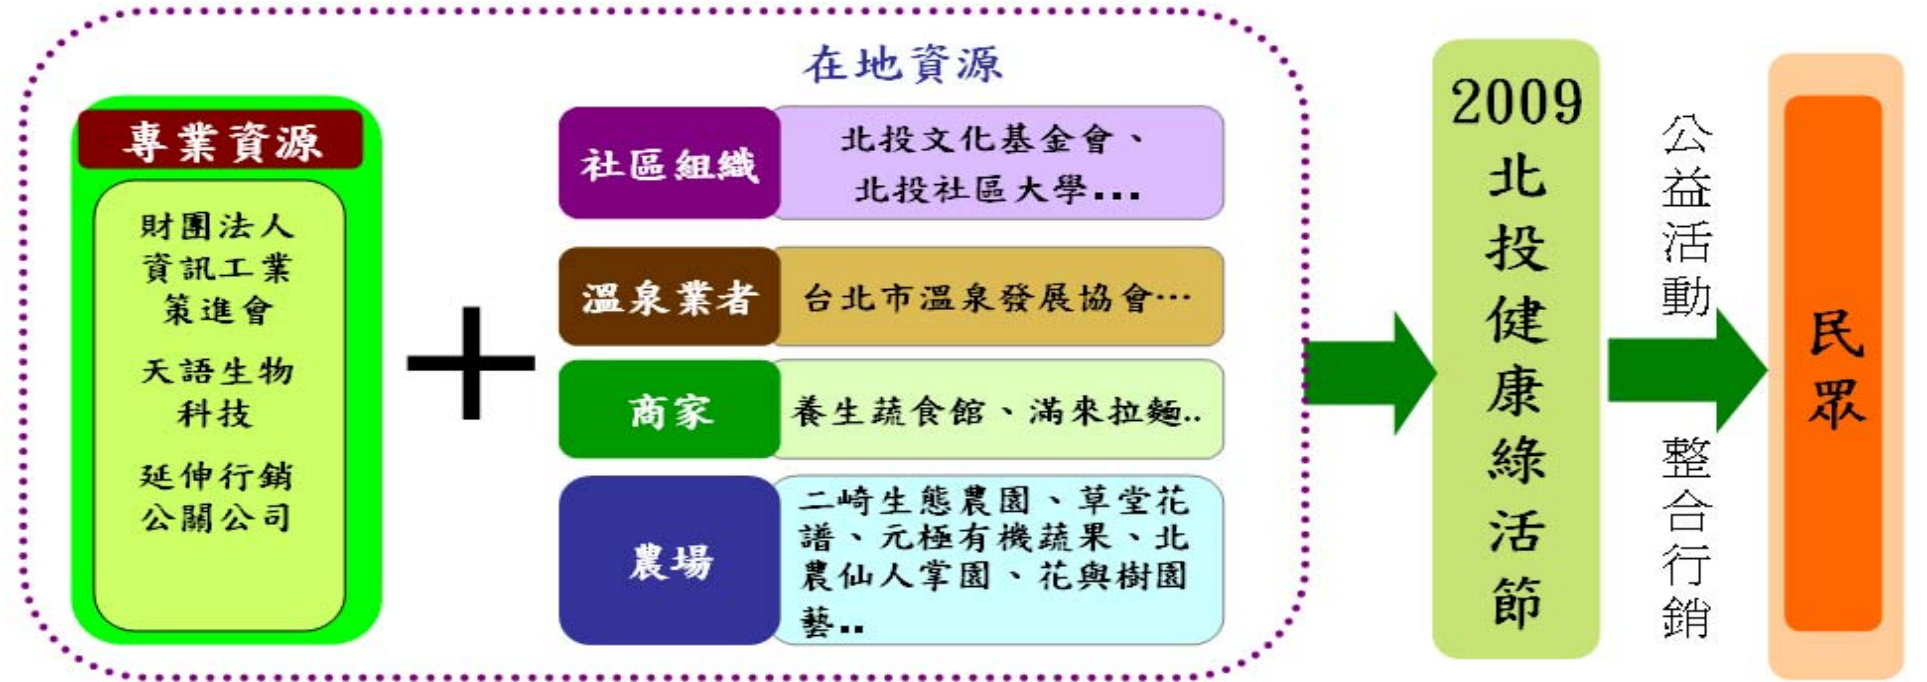 在地資源
專業資源
財團法人
資訊工業
策進會
天語生物
科技
延伸行銷
公關公司
社區組織
北投文化基金會、
北投社區大學...
溫泉業者
台北市溫泉發展協會…
商家
養生蔬食館、滿來拉麵..
農場
二崎生態農園、草堂花
譜、元極有機蔬果、北
農仙人掌園、花與樹園
藝..
2009北投健康綠活節
公益活動
整合行銷
民眾